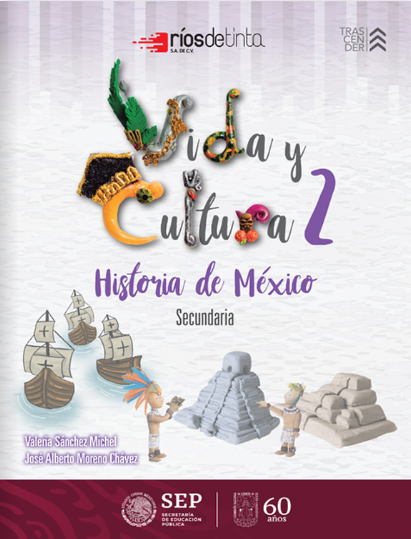 ríosdetinta
S.A. DE C.V.
TRAS
CEN
DER
Vida y
Cultura 2
Historia de México
Secundaria
Valeria Sánchez Michel
José Alberto Moreno Chávez
SEP
SECRETARÍA
DE EDUCACIÓN
PÚBLICA
60
años